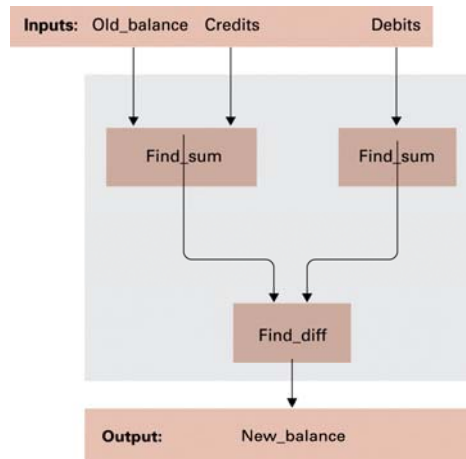 Inputs: Old_balance Credits Debits
Find_sum Find_sum
Find_diff
Output: New_balance